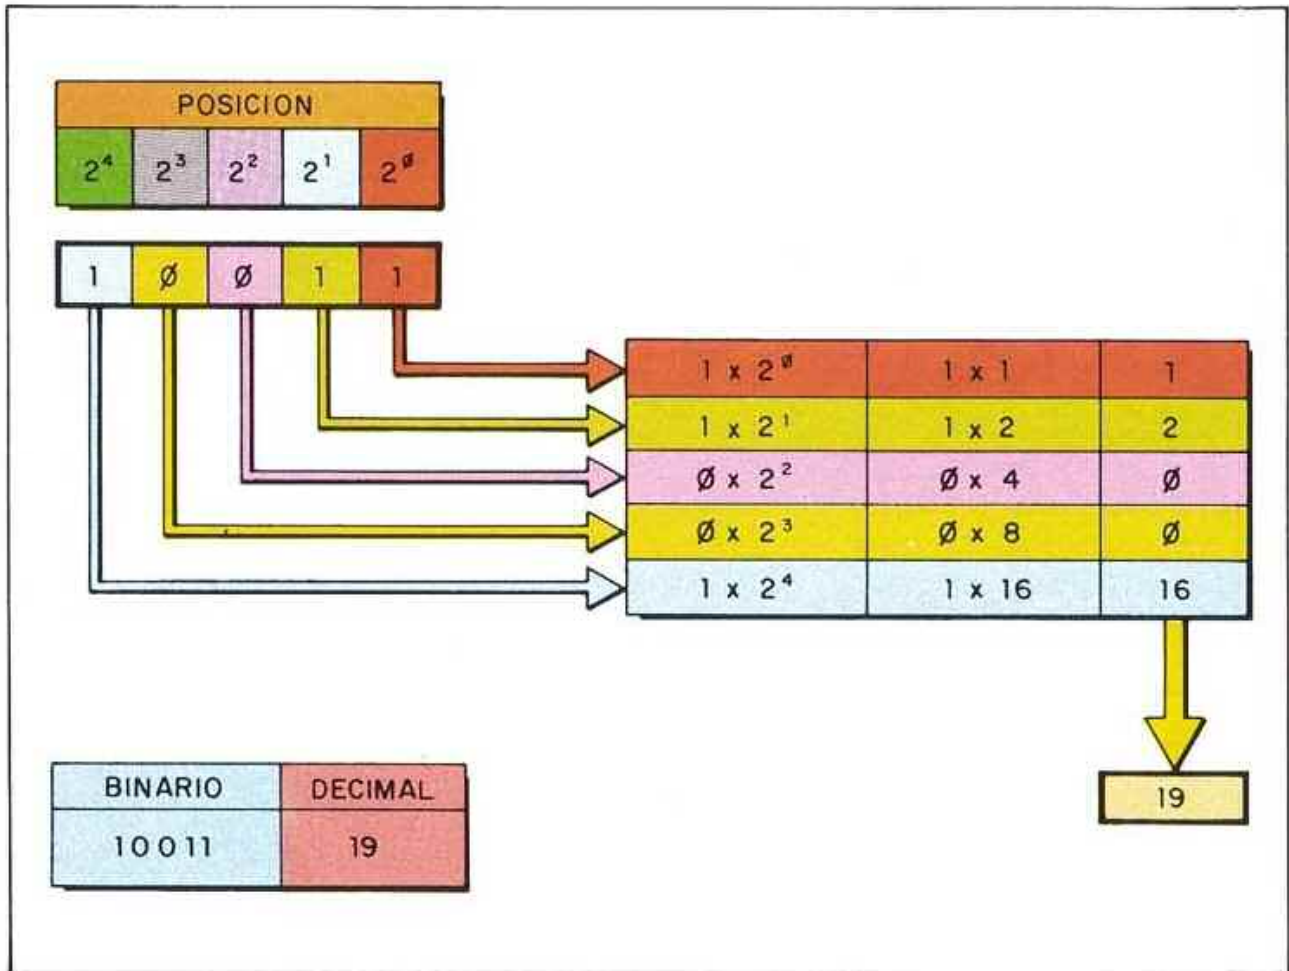 POSICION
2⁴ 2³ 2² 2¹ 2^Ø
1 Ø Ø 1 1
1 x 2^Ø 1 x 1 1
1 x 2¹ 1 x 2 2
Ø x 2² Ø x 4 Ø
Ø x 2³ Ø x 8 Ø
1 x 2⁴ 1 x 16 16
19
BINARIO DECIMAL
10011 19